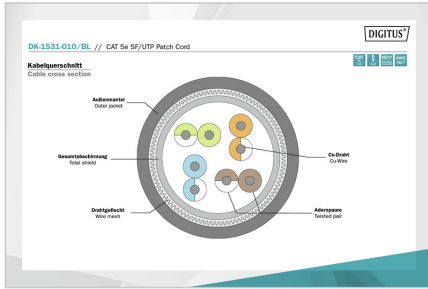 DIGITUS®
DK-1531-010/BL // CAT 5e SF/UTP Patch Cord
Kabelquerschnitt
Cable cross section
Außenmantel
Outer jacket
Gesamtabschirmung
Total shield
Cu-Draht
Cu-Wire
Drahtgeflecht
Wire mesh
Adernpaare
Twisted pair